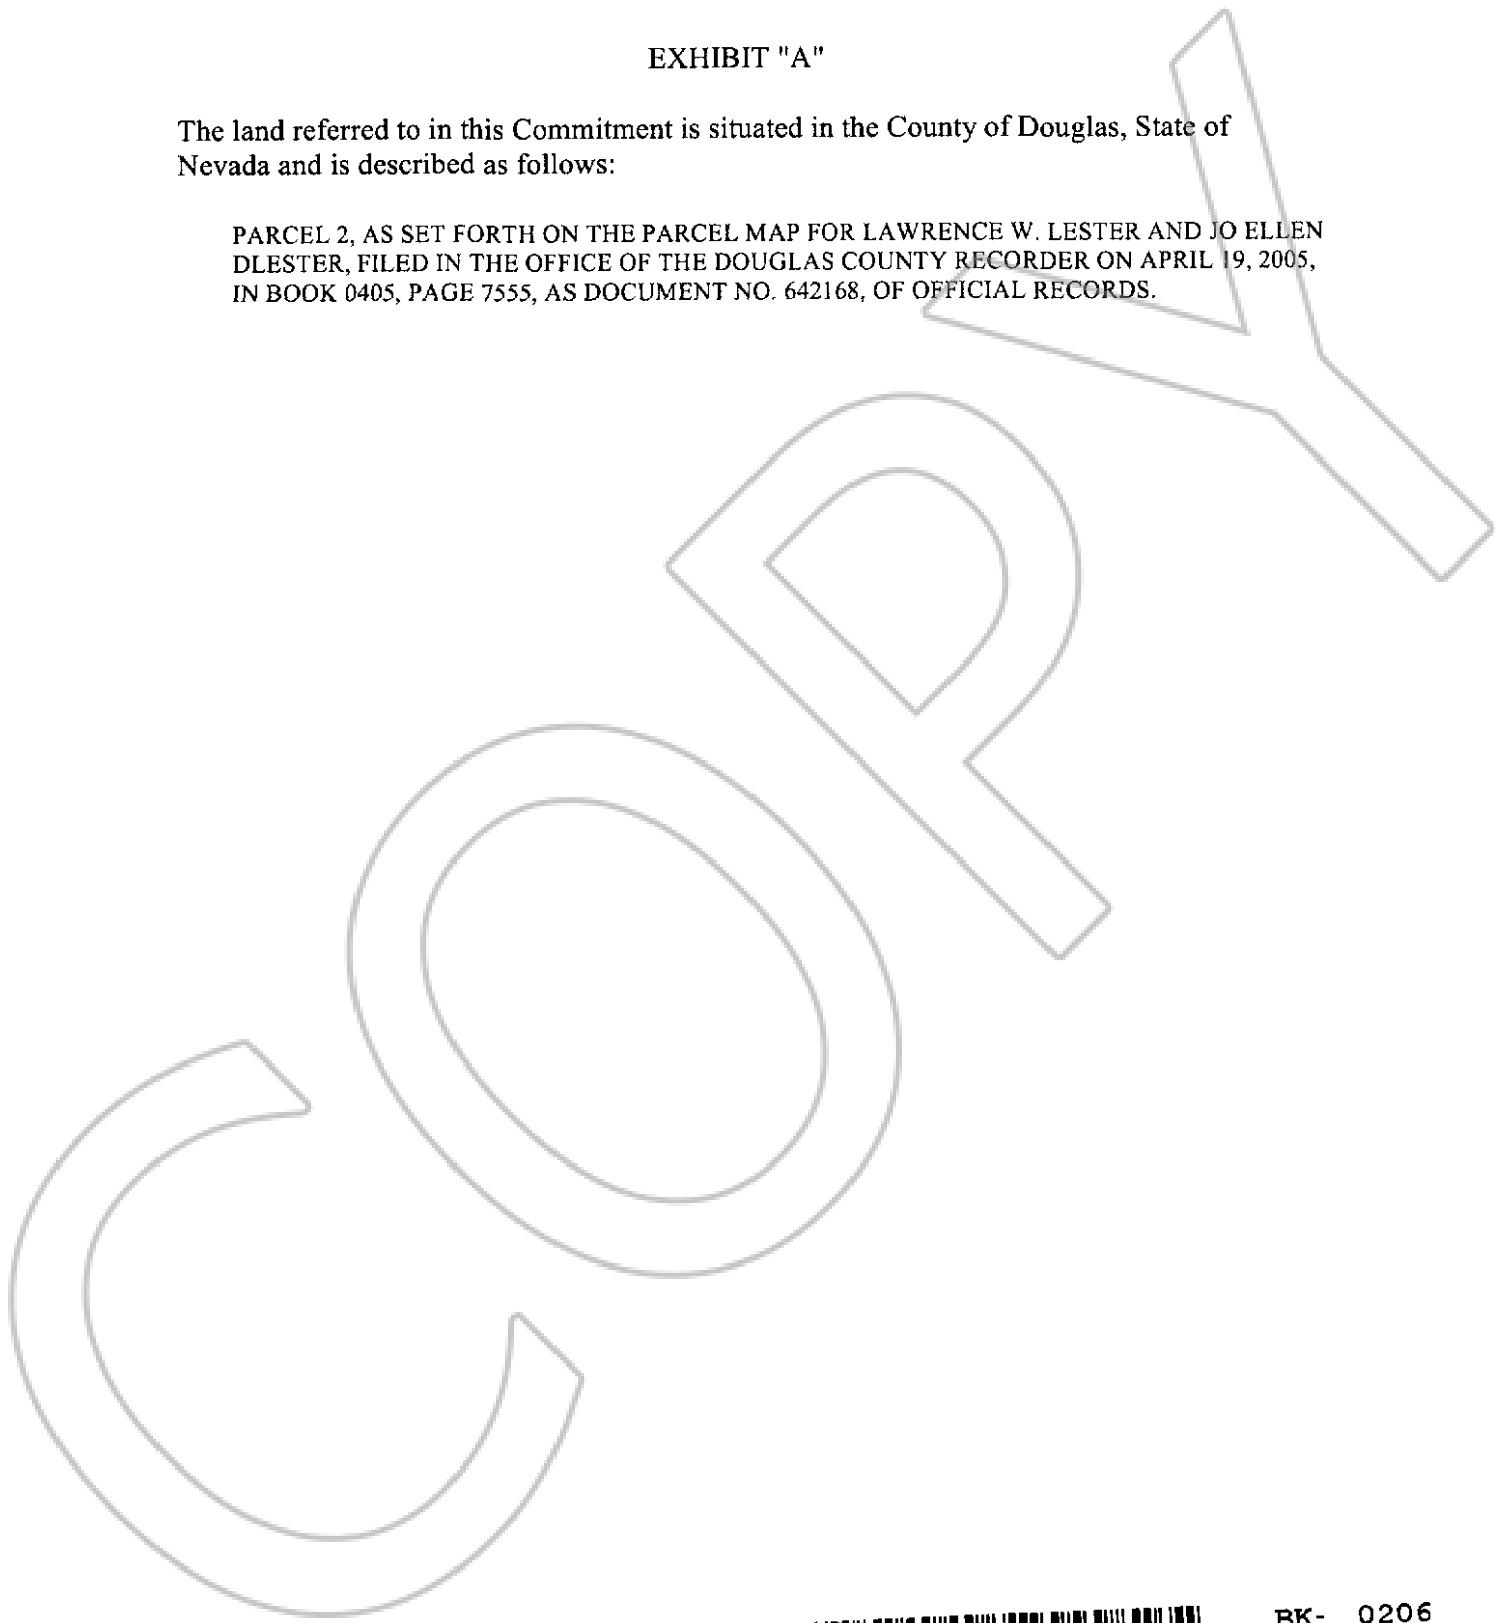 EXHIBIT "A"
The land referred to in this Commitment is situated in the County of Douglas, State of
Nevada and is described as follows:
PARCEL 2, AS SET FORTH ON THE PARCEL MAP FOR LAWRENCE W. LESTER AND JO ELLEN
DLESTER, FILED IN THE OFFICE OF THE DOUGLAS COUNTY RECORDER ON APRIL 19, 2005,
IN BOOK 0405, PAGE 7555, AS DOCUMENT NO. 642168, OF OFFICIAL RECORDS.
COPY
BK- 0206